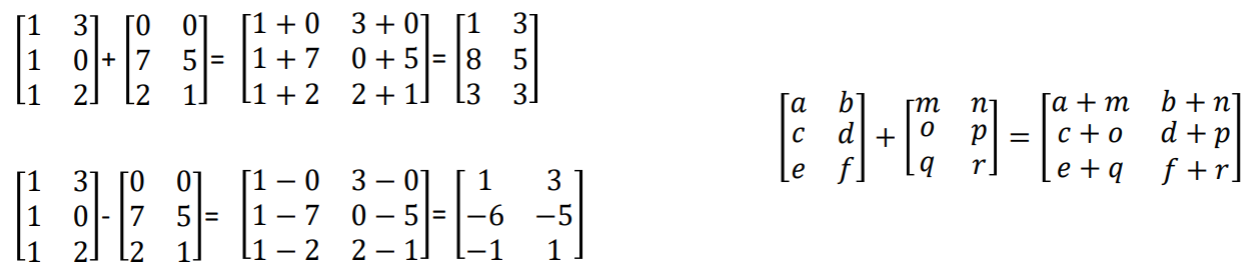 [1 3; 1 0; 1 2] + [0 0; 7 5; 2 1] = [1 + 0 3 + 0; 1 + 7 0 + 5; 1 + 2 2 + 1] = [1 3; 8 5; 3 3]
[a b; c d; e f] + [m n; o p; q r] = [a + m b + n; c + o d + p; e + q f + r]
[1 3; 1 0; 1 2] - [0 0; 7 5; 2 1] = [1 − 0 3 − 0; 1 − 7 0 − 5; 1 − 2 2 − 1] = [1 3; −6 −5; −1 1]